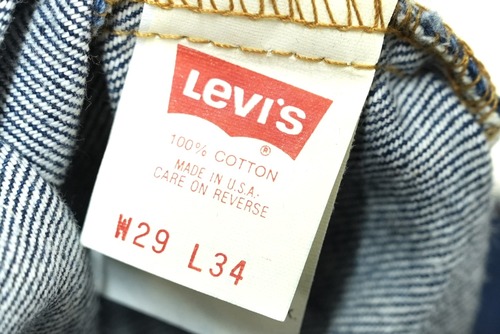 Levi's
®
100% COTTON
MADE IN U.S.A.
CARE ON REVERSE
W29 L34